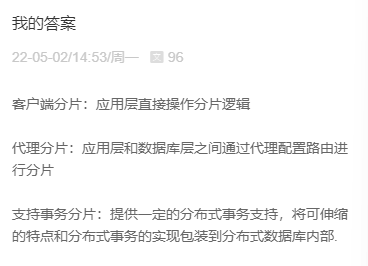 我的答案
22-05-02/14:53/周一 96
客户端分片：应用层直接操作分片逻辑
代理分片：应用层和数据库层之间通过代理配置路由进
行分片
支持事务分片：提供一定的分布式事务支持，将可伸缩
的特点和分布式事务的实现包装到分布式数据库内部.